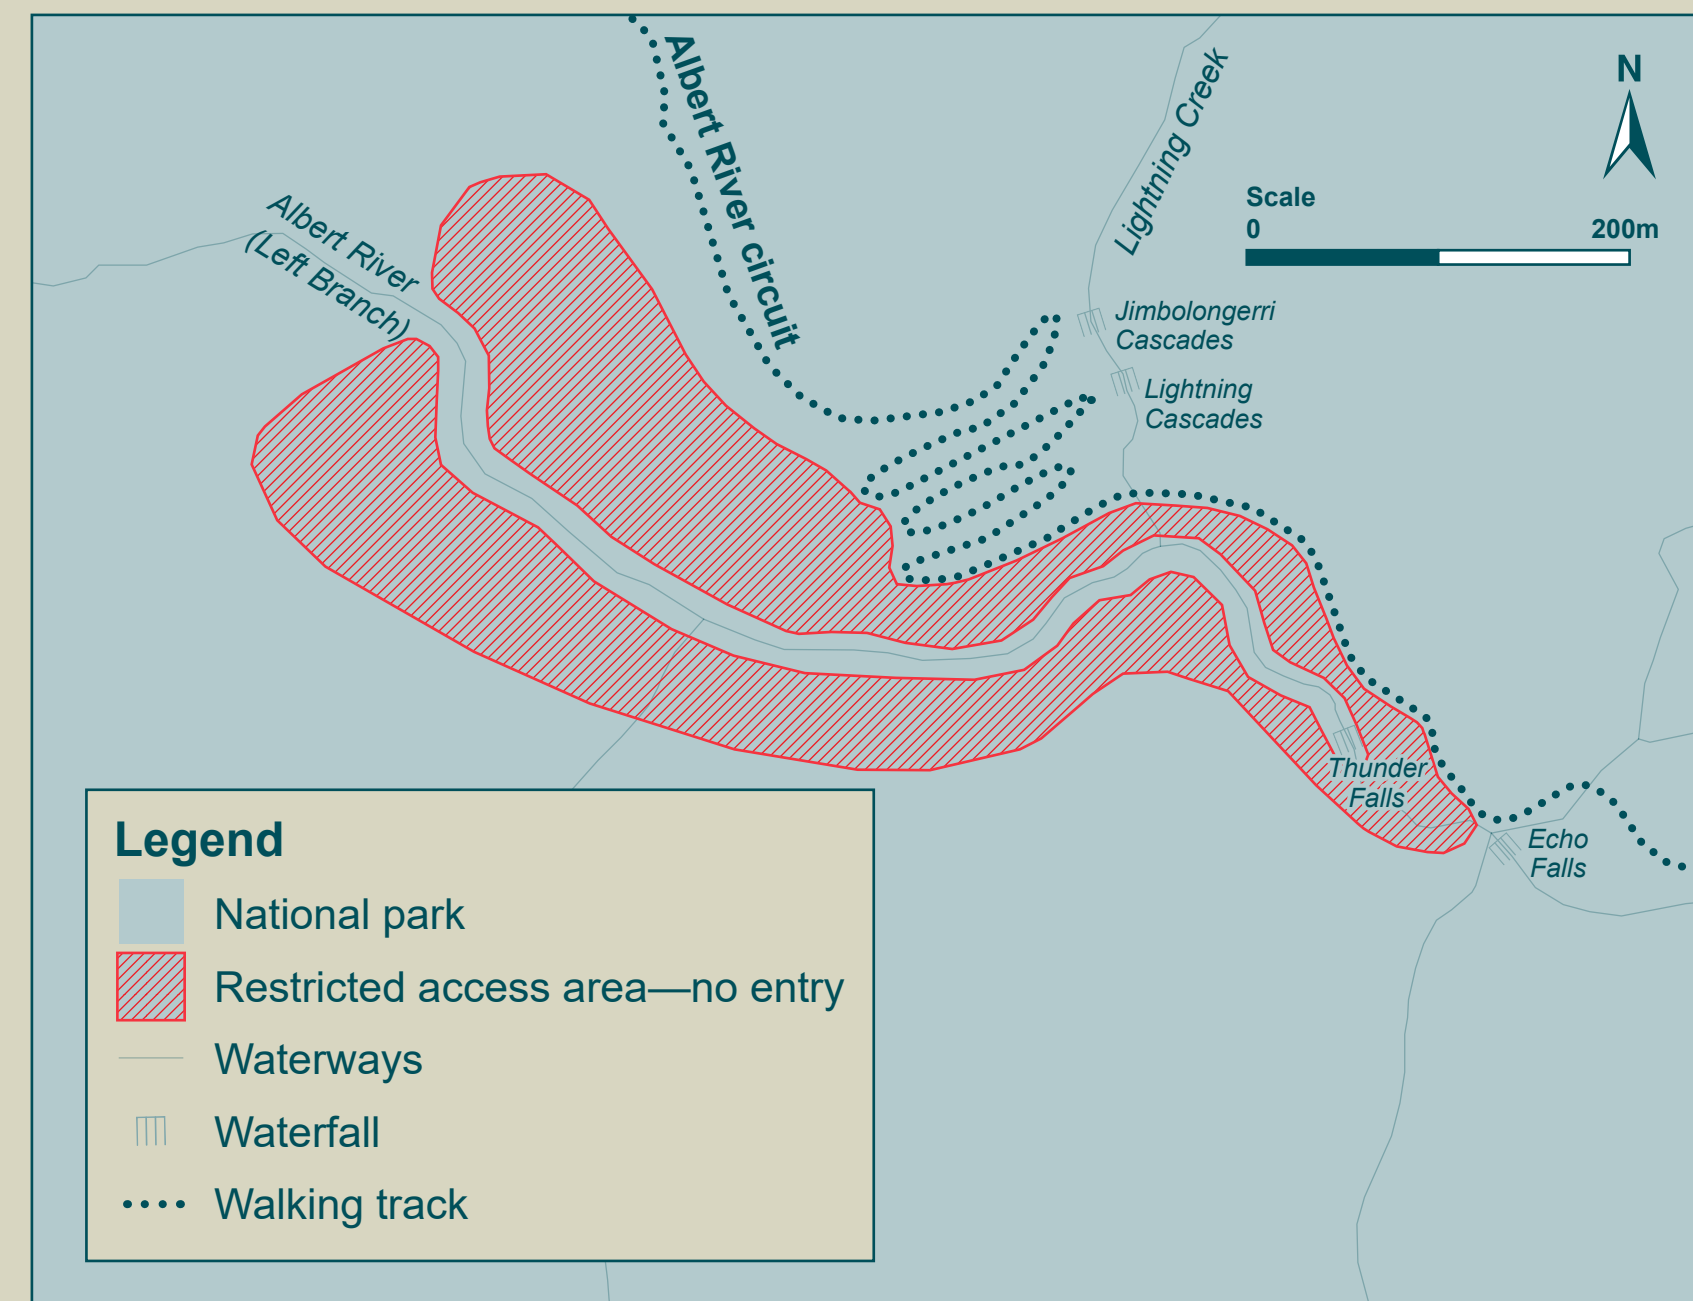 Albert River circuit
Lightning Creek
N
Scale
0 200m
Albert River
(Left Branch)
Jimbolongerri
Cascades
Lightning
Cascades
Thunder
Falls
Echo
Falls
Legend
National park
Restricted access area—no entry
Waterways
Waterfall
Walking track